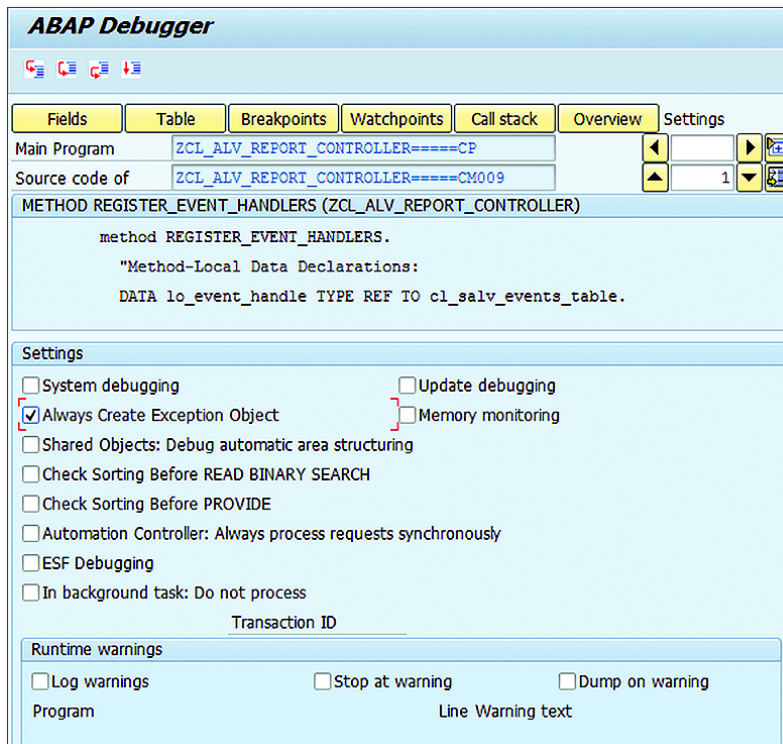 ABAP Debugger
Fields Table Breakpoints Watchpoints Call stack Overview Settings
Main Program ZCL_ALV_REPORT_CONTROLLER=====CP
Source code of ZCL_ALV_REPORT_CONTROLLER=====CM009 1
METHOD REGISTER_EVENT_HANDLERS (ZCL_ALV_REPORT_CONTROLLER)
method REGISTER_EVENT_HANDLERS.
"Method-Local Data Declarations:
DATA lo_event_handle TYPE REF TO cl_salv_events_table.
Settings
System debugging Update debugging
Always Create Exception Object Memory monitoring
Shared Objects: Debug automatic area structuring
Check Sorting Before READ BINARY SEARCH
Check Sorting Before PROVIDE
Automation Controller: Always process requests synchronously
ESF Debugging
In background task: Do not process
Transaction ID
Runtime warnings
Log warnings Stop at warning Dump on warning
Program Line Warning text